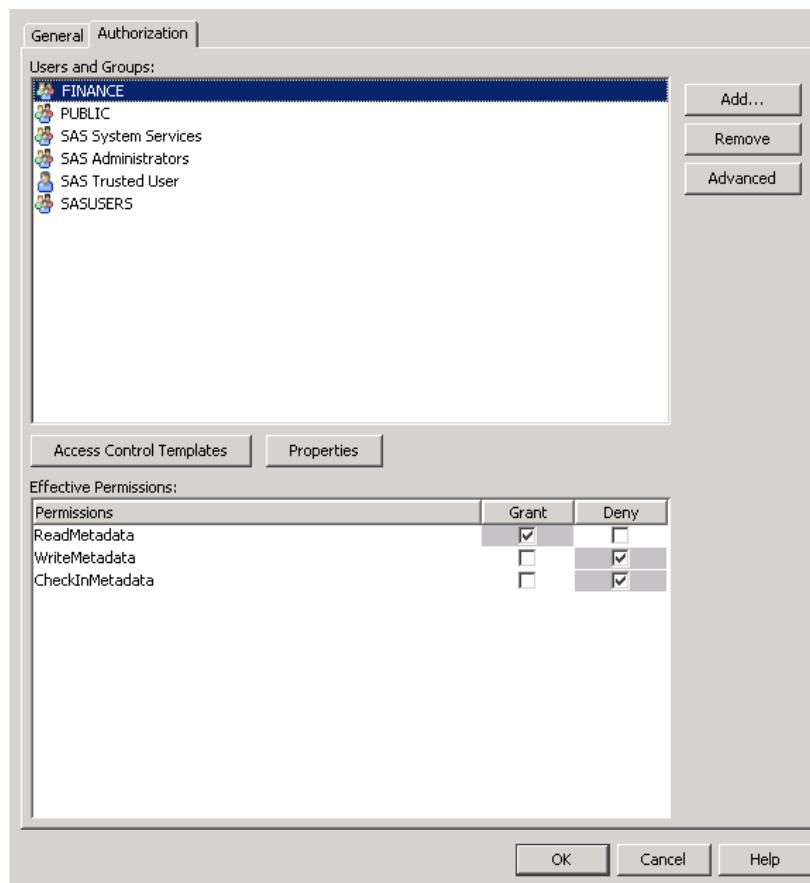 General Authorization
Users and Groups:
FINANCE
PUBLIC
SAS System Services
SAS Administrators
SAS Trusted User
SASUSERS
Add...
Remove
Advanced
Access Control Templates Properties
Effective Permissions:
Permissions Grant Deny
ReadMetadata
WriteMetadata
CheckInMetadata
OK Cancel Help